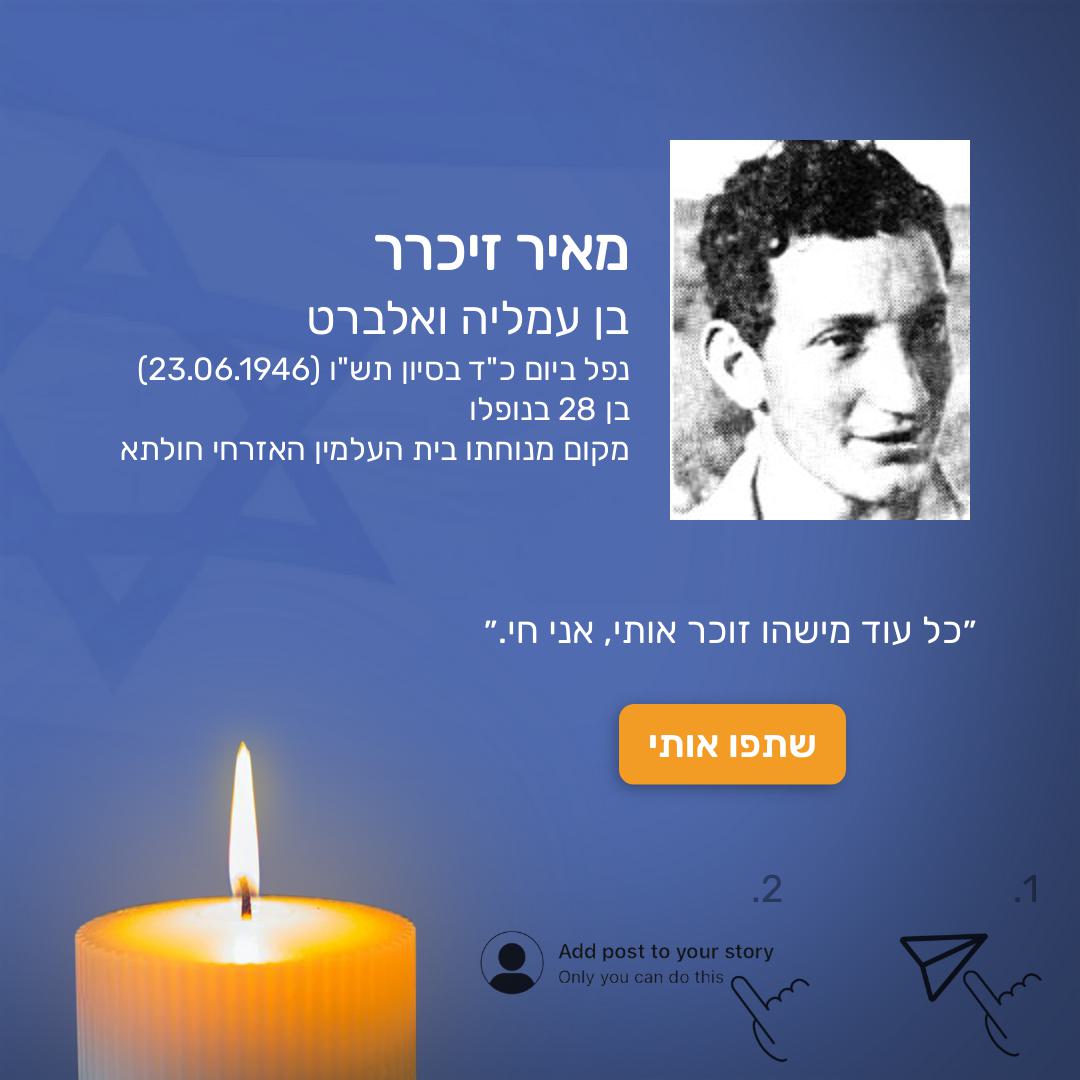 מאיר זיכרר
בן עמליה ואלברט
נפל ביום כ"ד בסיון תש"ו (23.06.1946)
בן 28 בנופלו
מקום מנוחתו בית העלמין האזרחי חולתא
״כל עוד מישהו זוכר אותי, אני חי.״
שתפו אותי
1.
2.
Add post to your story
Only you can do this